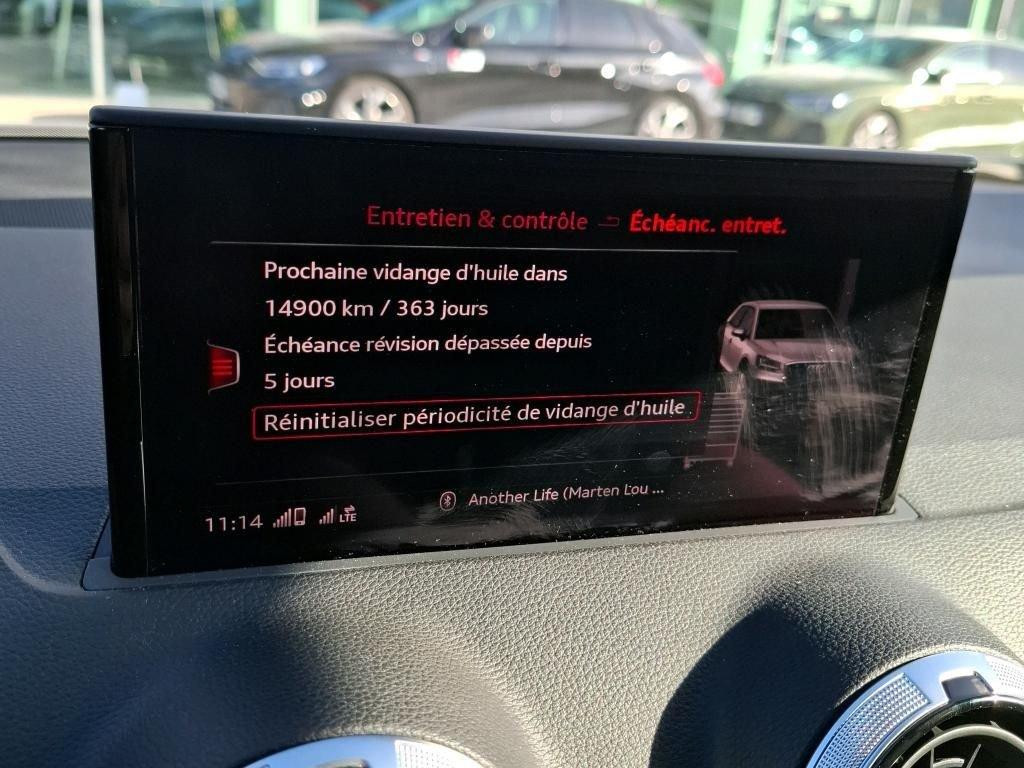 Entretien & contrôle Échéanc. entret.
Prochaine vidange d'huile dans
14900 km / 363 jours
Échéance révision dépassée depuis
5 jours
Réinitialiser périodicité de vidange d'huile
Another Life (Marten Lou ...
11:14 LTE